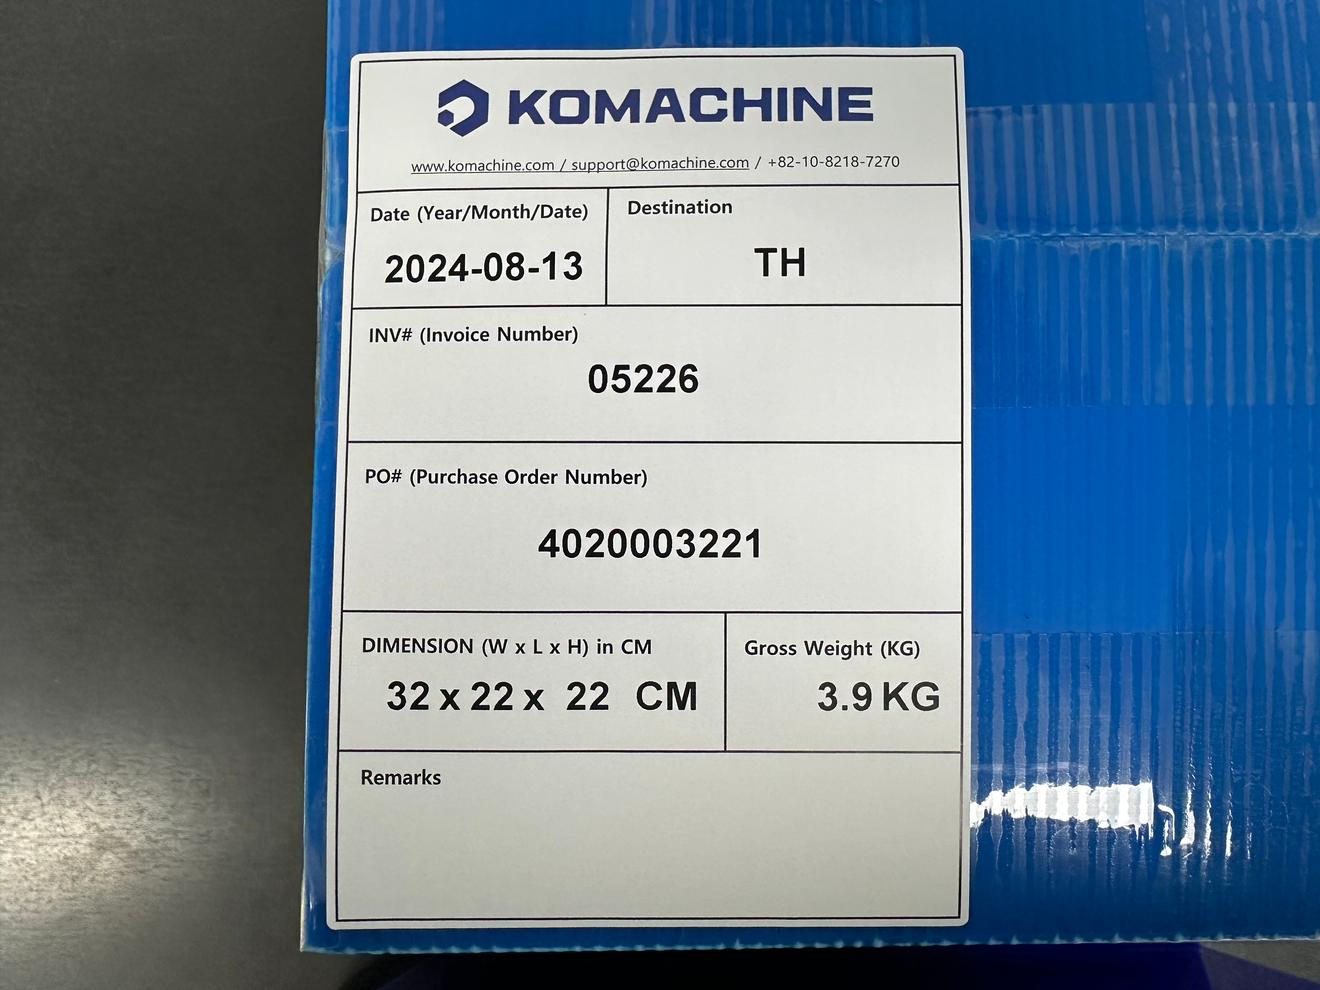 KOMACHINE
www.komachine.com / support@komachine.com / +82-10-8218-7270
Date (Year/Month/Date)
2024-08-13
Destination
TH
INV# (Invoice Number)
05226
PO# (Purchase Order Number)
4020003221
DIMENSION (W x L x H) in CM
32 x 22 x 22 CM
Gross Weight (KG)
3.9 KG
Remarks